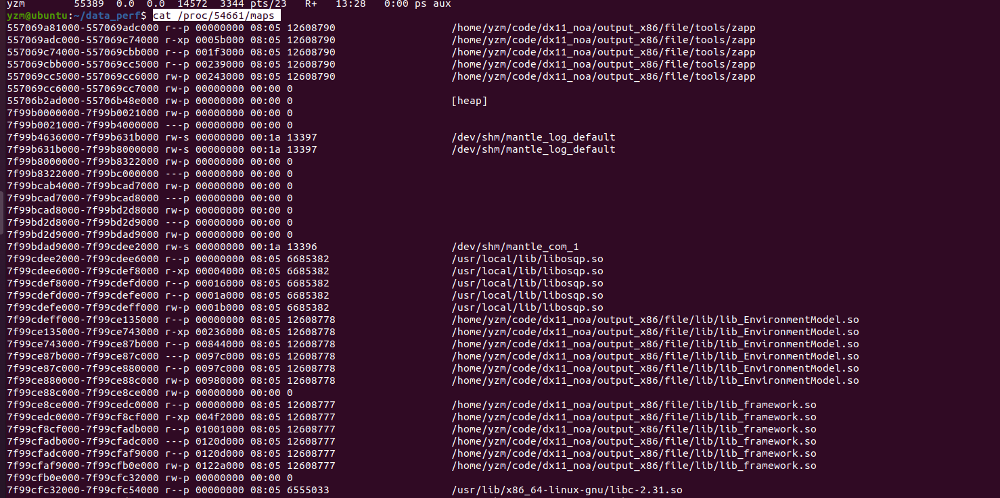 yzm 55389 0.0 0.0 14572 3344 pts/23 R+ 13:28 0:00 ps aux
yzm@ubuntu:~/data_perf$ cat /proc/54661/maps
557069a81000-557069adc000 r--p 00000000 08:05 12608790 /home/yzm/code/dx11_noa/output_x86/file/tools/zapp
557069adc000-557069c74000 r-xp 0005b000 08:05 12608790 /home/yzm/code/dx11_noa/output_x86/file/tools/zapp
557069c74000-557069cbb000 r--p 001f3000 08:05 12608790 /home/yzm/code/dx11_noa/output_x86/file/tools/zapp
557069cbb000-557069cc5000 r--p 00239000 08:05 12608790 /home/yzm/code/dx11_noa/output_x86/file/tools/zapp
557069cc5000-557069cc6000 rw-p 00243000 08:05 12608790 /home/yzm/code/dx11_noa/output_x86/file/tools/zapp
557069cc6000-557069cc7000 rw-p 00000000 00:00 0
55706b2ad000-55706b48e000 rw-p 00000000 00:00 0 [heap]
7f99b0000000-7f99b0021000 rw-p 00000000 00:00 0
7f99b0021000-7f99b4000000 ---p 00000000 00:00 0
7f99b4636000-7f99b631b000 rw-s 00000000 00:1a 13397 /dev/shm/mantle_log_default
7f99b631b000-7f99b8000000 rw-s 00000000 00:1a 13397 /dev/shm/mantle_log_default
7f99b8000000-7f99b8322000 rw-p 00000000 00:00 0
7f99b8322000-7f99bc000000 ---p 00000000 00:00 0
7f99bcab4000-7f99bcad7000 rw-p 00000000 00:00 0
7f99bcad7000-7f99bcad8000 ---p 00000000 00:00 0
7f99bcad8000-7f99bd2d8000 rw-p 00000000 00:00 0
7f99bd2d8000-7f99bd2d9000 ---p 00000000 00:00 0
7f99bd2d9000-7f99bdad9000 rw-p 00000000 00:00 0
7f99bdad9000-7f99cdee2000 rw-s 00000000 00:1a 13396 /dev/shm/mantle_com_1
7f99cdee2000-7f99cdee6000 r--p 00000000 08:05 6685382 /usr/local/lib/libosqp.so
7f99cdee6000-7f99cdef8000 r-xp 00004000 08:05 6685382 /usr/local/lib/libosqp.so
7f99cdef8000-7f99cdefd000 r--p 00016000 08:05 6685382 /usr/local/lib/libosqp.so
7f99cdefd000-7f99cdefe000 r--p 0001a000 08:05 6685382 /usr/local/lib/libosqp.so
7f99cdefe000-7f99cdeff000 rw-p 0001b000 08:05 6685382 /usr/local/lib/libosqp.so
7f99cdeff000-7f99ce135000 r--p 00000000 08:05 12608778 /home/yzm/code/dx11_noa/output_x86/file/lib/lib_EnvironmentModel.so
7f99ce135000-7f99ce743000 r-xp 00236000 08:05 12608778 /home/yzm/code/dx11_noa/output_x86/file/lib/lib_EnvironmentModel.so
7f99ce743000-7f99ce87b000 r--p 00844000 08:05 12608778 /home/yzm/code/dx11_noa/output_x86/file/lib/lib_EnvironmentModel.so
7f99ce87b000-7f99ce87c000 ---p 0097c000 08:05 12608778 /home/yzm/code/dx11_noa/output_x86/file/lib/lib_EnvironmentModel.so
7f99ce87c000-7f99ce880000 r--p 0097c000 08:05 12608778 /home/yzm/code/dx11_noa/output_x86/file/lib/lib_EnvironmentModel.so
7f99ce880000-7f99ce88c000 rw-p 00980000 08:05 12608778 /home/yzm/code/dx11_noa/output_x86/file/lib/lib_EnvironmentModel.so
7f99ce88c000-7f99ce8ce000 rw-p 00000000 00:00 0
7f99ce8ce000-7f99cedc0000 r--p 00000000 08:05 12608777 /home/yzm/code/dx11_noa/output_x86/file/lib/lib_framework.so
7f99cedc0000-7f99cf8cf000 r-xp 004f2000 08:05 12608777 /home/yzm/code/dx11_noa/output_x86/file/lib/lib_framework.so
7f99cf8cf000-7f99cfadb000 r--p 01001000 08:05 12608777 /home/yzm/code/dx11_noa/output_x86/file/lib/lib_framework.so
7f99cfadb000-7f99cfadc000 ---p 0120d000 08:05 12608777 /home/yzm/code/dx11_noa/output_x86/file/lib/lib_framework.so
7f99cfadc000-7f99cfaf9000 r--p 0120d000 08:05 12608777 /home/yzm/code/dx11_noa/output_x86/file/lib/lib_framework.so
7f99cfaf9000-7f99cfb0e000 rw-p 0122a000 08:05 12608777 /home/yzm/code/dx11_noa/output_x86/file/lib/lib_framework.so
7f99cfb0e000-7f99cfc32000 rw-p 00000000 00:00 0
7f99cfc32000-7f99cfc54000 r--p 00000000 08:05 6555033 /usr/lib/x86_64-linux-gnu/libc-2.31.so